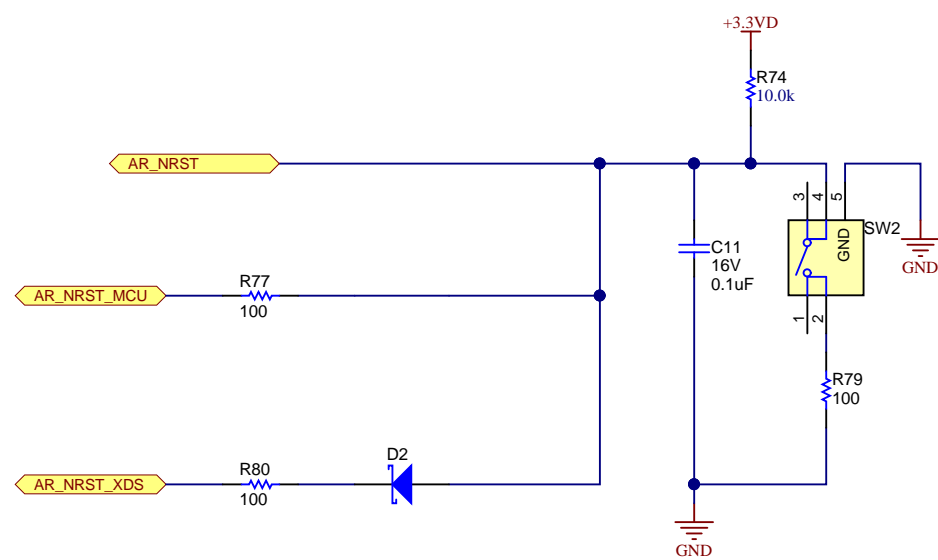 +3.3VD
R74
10.0k
AR_NRST
3
4
5
GND
SW2
GND
C11
16V
0.1uF
R77
AR_NRST_MCU
100
1
2
R79
100
D2
R80
AR_NRST_XDS
100
GND